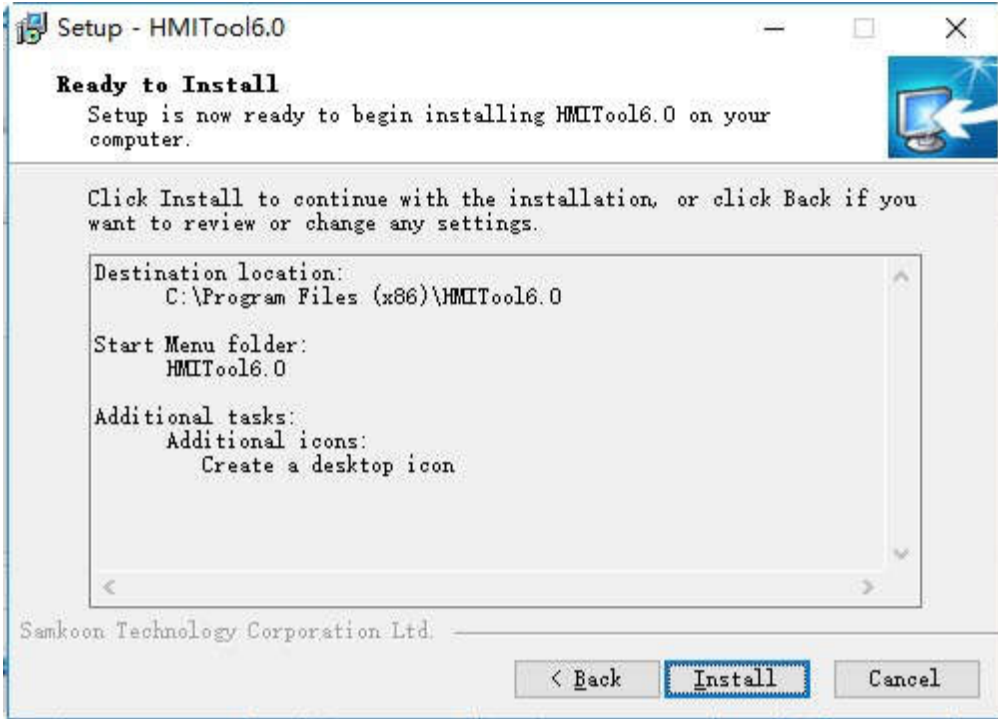 Setup - HMITool6.0
Ready to Install
Setup is now ready to begin installing HMITool6.0 on your
computer.
Click Install to continue with the installation, or click Back if you
want to review or change any settings.
Destination location:
C:\Program Files (x86)\HMITool6.0
Start Menu folder:
HMITool6.0
Additional tasks:
Additional icons:
Create a desktop icon
Samkoon Technology Corporation Ltd.
< Back
Install
Cancel